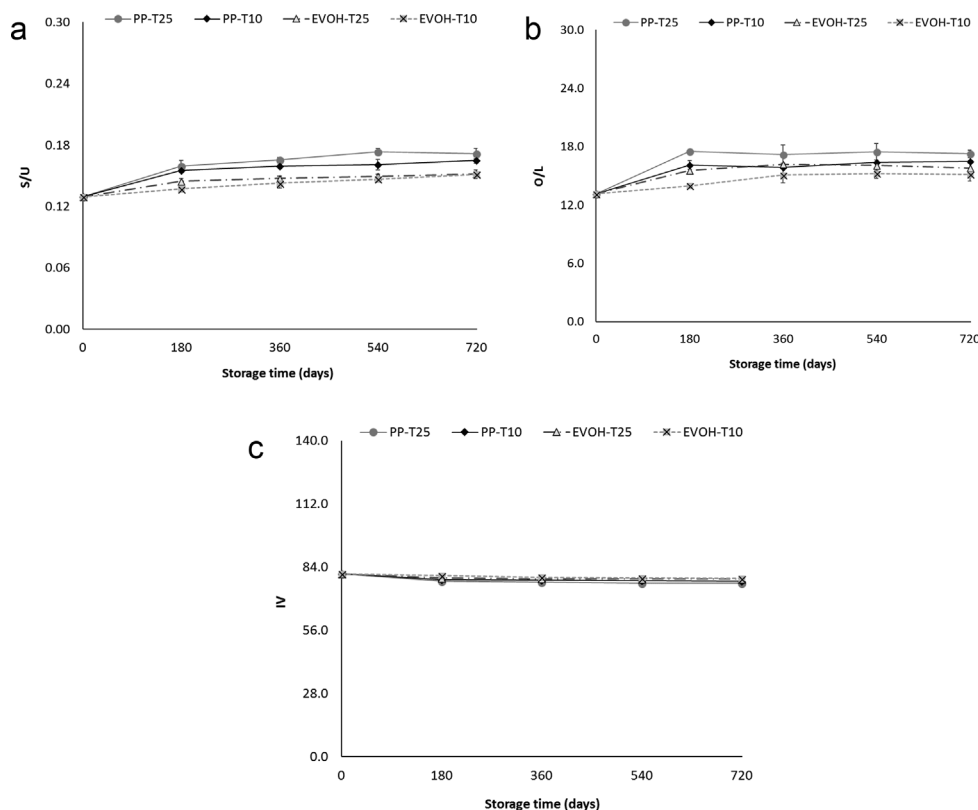 a
PP-T25 PP-T10 EVOH-T25 EVOH-T10
0.30
0.24
0.18
0.12
0.06
0.00
S/U
0 180 360 540 720
Storage time (days)
b
PP-T25 PP-T10 EVOH-T25 EVOH-T10
30.0
24.0
18.0
12.0
6.0
0.0
O/L
0 180 360 540 720
Storage time (days)
c
PP-T25 PP-T10 EVOH-T25 EVOH-T10
140.0
112.0
84.0
56.0
28.0
0.0
IV
0 180 360 540 720
Storage time (days)